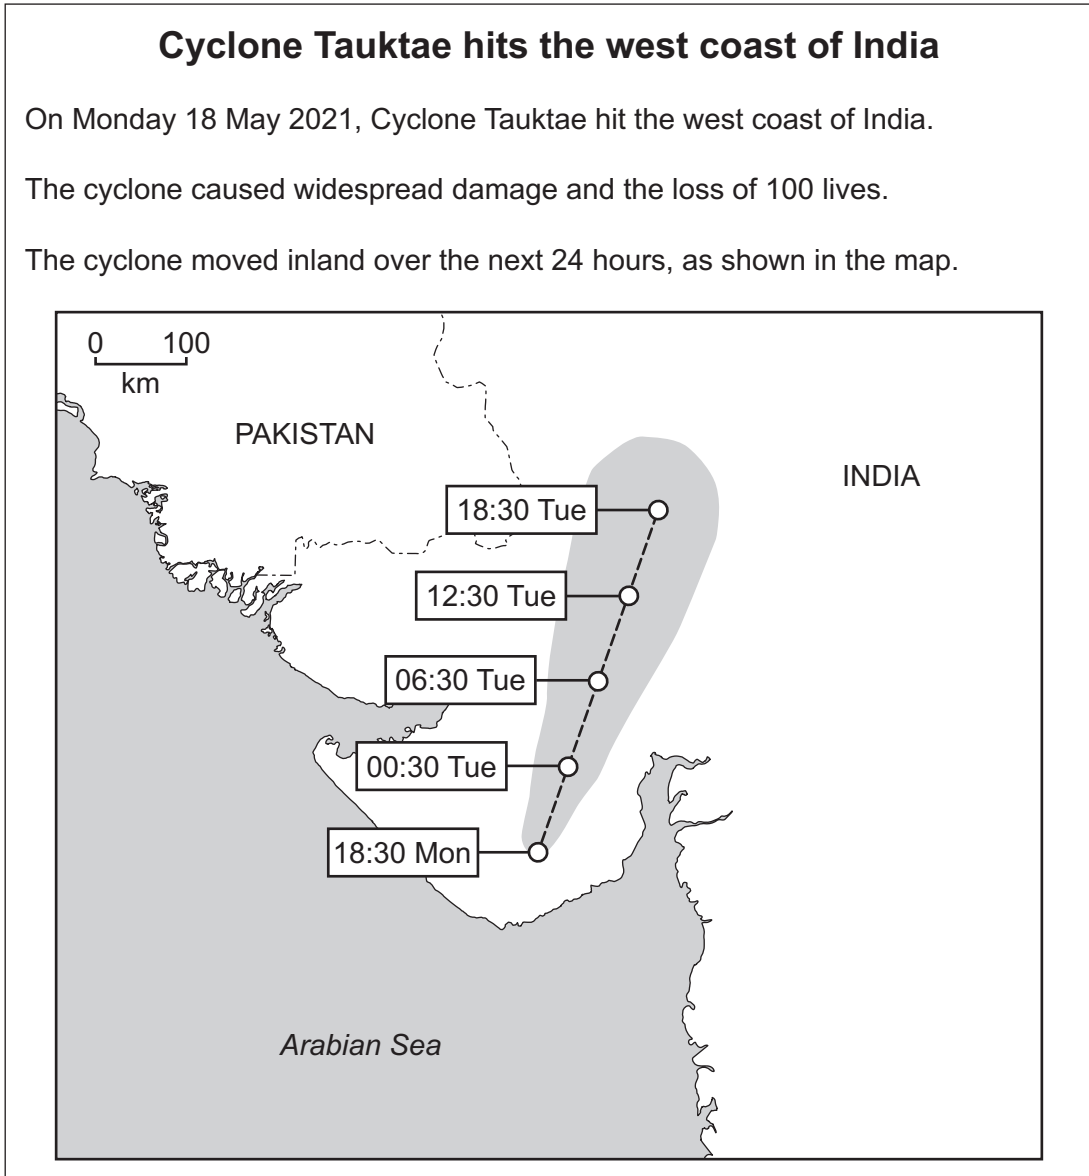 Cyclone Tauktae hits the west coast of India
On Monday 18 May 2021, Cyclone Tauktae hit the west coast of India.
The cyclone caused widespread damage and the loss of 100 lives.
The cyclone moved inland over the next 24 hours, as shown in the map.
0 100
km
PAKISTAN
INDIA
18:30 Tue
12:30 Tue
06:30 Tue
00:30 Tue
18:30 Mon
Arabian Sea